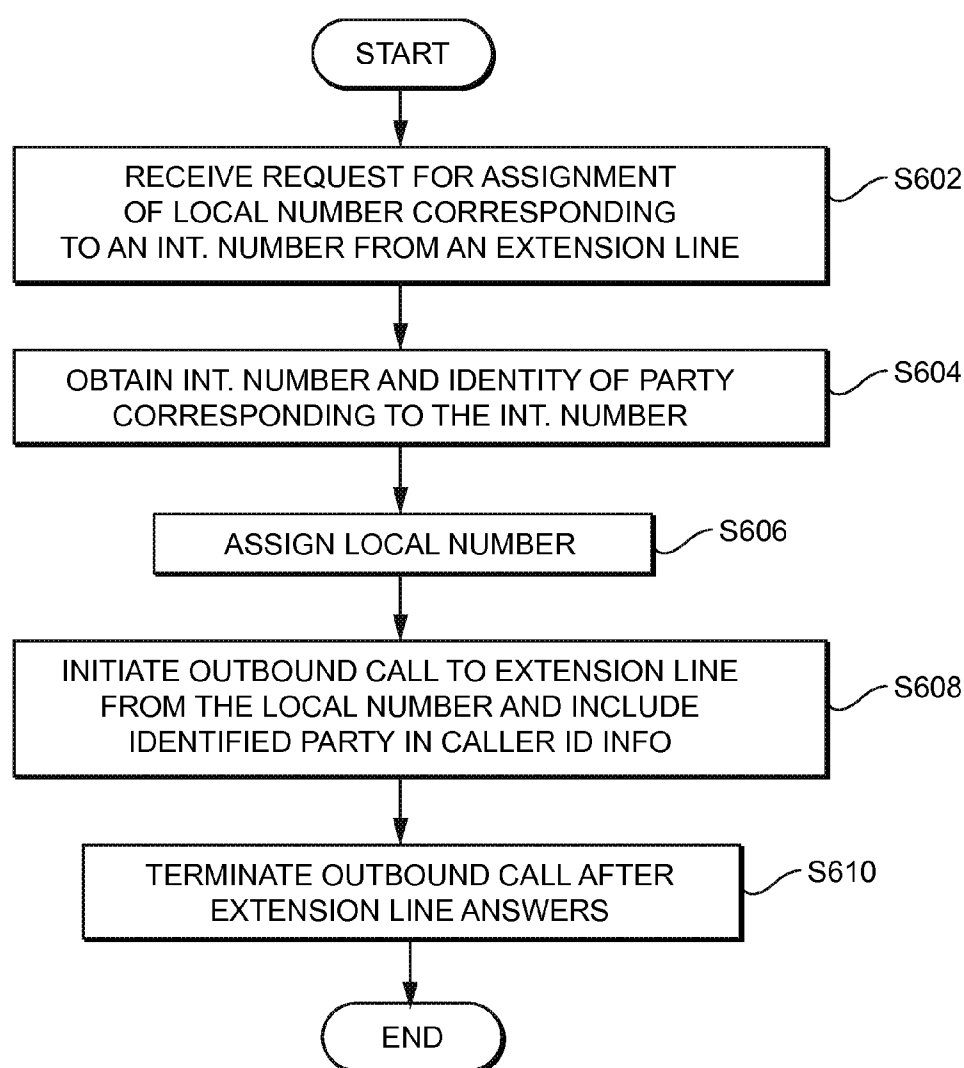 START
RECEIVE REQUEST FOR ASSIGNMENT
OF LOCAL NUMBER CORRESPONDING
TO AN INT. NUMBER FROM AN EXTENSION LINE
S602
OBTAIN INT. NUMBER AND IDENTITY OF PARTY
CORRESPONDING TO THE INT. NUMBER
S604
ASSIGN LOCAL NUMBER
S606
INITIATE OUTBOUND CALL TO EXTENSION LINE
FROM THE LOCAL NUMBER AND INCLUDE
IDENTIFIED PARTY IN CALLER ID INFO
S608
TERMINATE OUTBOUND CALL AFTER
EXTENSION LINE ANSWERS
S610
END